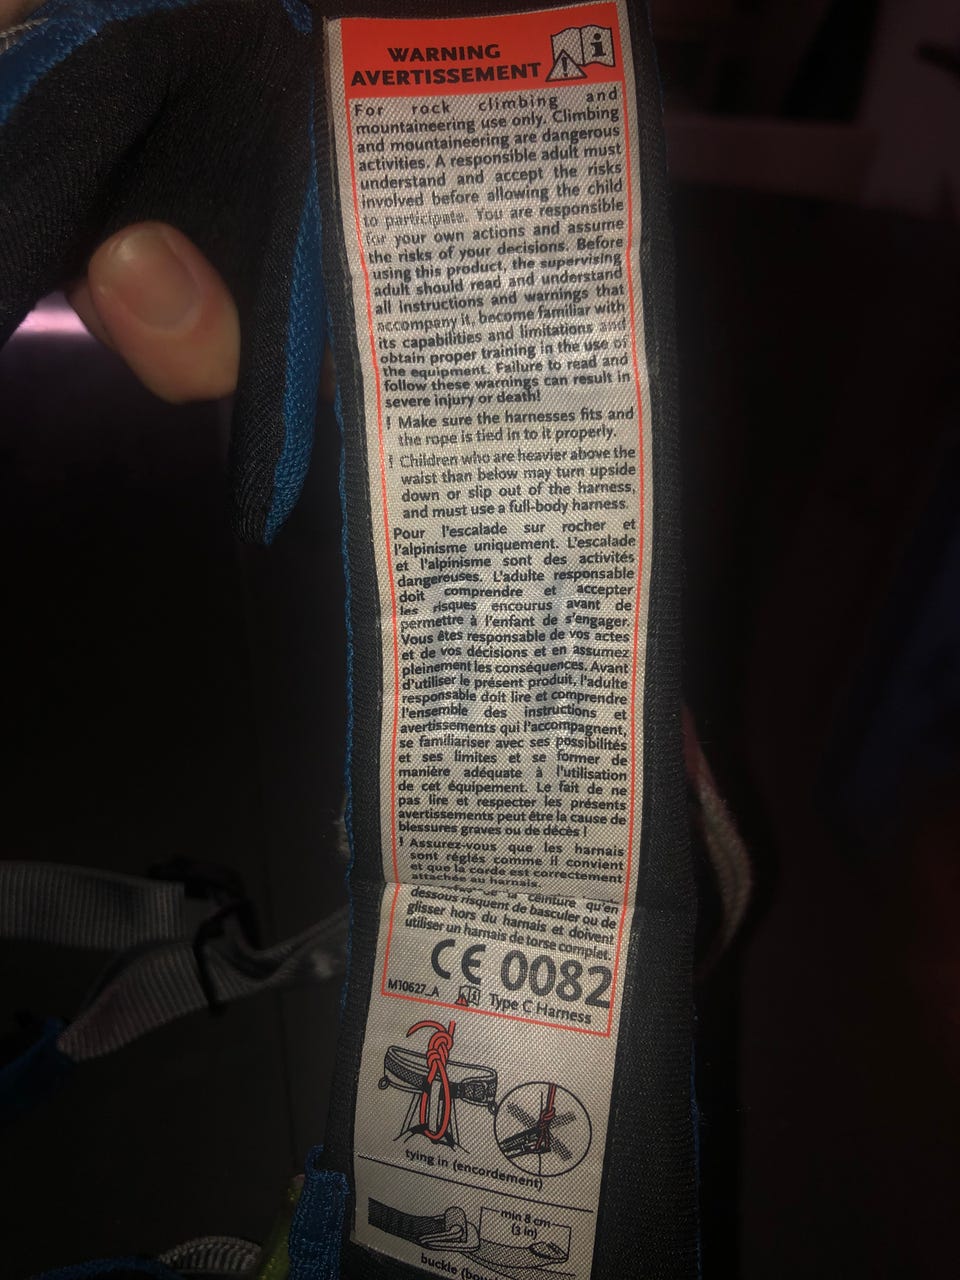 WARNING
AVERTISSEMENT
For rock climbing and
mountaineering use only. Climbing
and mountaineering are dangerous
activities. A responsible adult must
understand and accept the risks
involved before allowing the child
to participate. You are responsible
for your own actions and assume
the risks of your decisions. Before
using this product, the supervising
adult should read and understand
all instructions and warnings that
accompany it, become familiar with
its capabilities and limitations and
obtain proper training in the use of
the equipment. Failure to read and
follow these warnings can result in
severe injury or death!
! Make sure the harnesses fits and
the rope is tied in to it properly.
! Children who are heavier above the
waist than below may turn upside
down or slip out of the harness,
and must use a full-body harness.
Pour l'escalade sur rocher et
l'alpinisme uniquement. L'escalade
et l'alpinisme sont des activités
dangereuses. L'adulte responsable
doit comprendre et accepter
les risques encourus avant de
permettre à l'enfant de s'engager.
Vous êtes responsable de vos actes
et de vos décisions et en assumez
pleinement les conséquences. Avant
d'utiliser le présent produit, l'adulte
responsable doit lire et comprendre
l'ensemble des instructions et
avertissements qui l'accompagnent,
se familiariser avec ses possibilités
et ses limites et se former de
manière adéquate à l'utilisation
de cet équipement. Le fait de ne
pas lire et respecter les présents
avertissements peut être la cause de
blessures graves ou de décès !
! Assurez-vous que les harnais
sont réglés comme il convient
et que la corde est correctement
attachée au harnais.
de la ceinture qu'en
dessous risquent de basculer ou de
glisser hors du harnais et doivent
utiliser un harnais de torse complet.
CE 0082
M10627_A Type C Harness
tying in (encordement)
min 8 cm
(3 in)
buckle